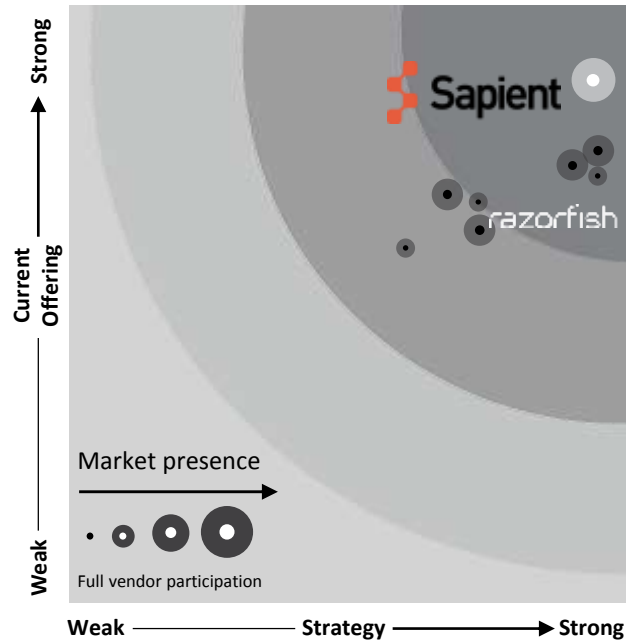 Strong
Current
Offering
Weak
Sapient
razorfish
Market presence
Full vendor participation
Weak
Strategy
Strong